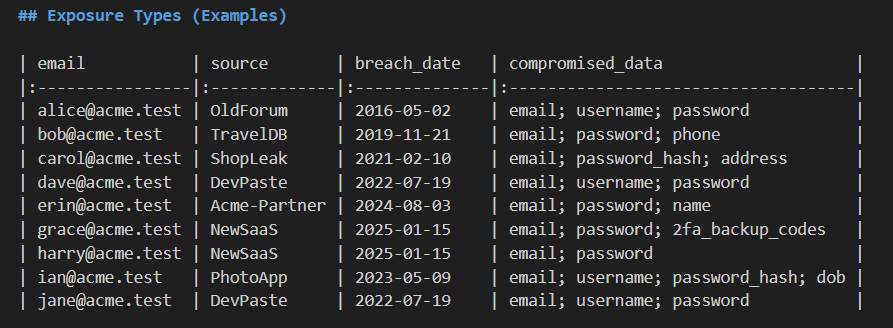 ## Exposure Types (Examples)
| email | source | breach_date | compromised_data |
|:----------------|:-------------|:--------------|:------------------------------------|
| alice@acme.test | OldForum | 2016-05-02 | email; username; password |
| bob@acme.test | TravelDB | 2019-11-21 | email; password; phone |
| carol@acme.test | ShopLeak | 2021-02-10 | email; password_hash; address |
| dave@acme.test | DevPaste | 2022-07-19 | email; username; password |
| erin@acme.test | Acme-Partner | 2024-08-03 | email; password; name |
| grace@acme.test | NewSaaS | 2025-01-15 | email; password; 2fa_backup_codes |
| harry@acme.test | NewSaaS | 2025-01-15 | email; password |
| ian@acme.test | PhotoApp | 2023-05-09 | email; username; password_hash; dob |
| jane@acme.test | DevPaste | 2022-07-19 | email; username; password |